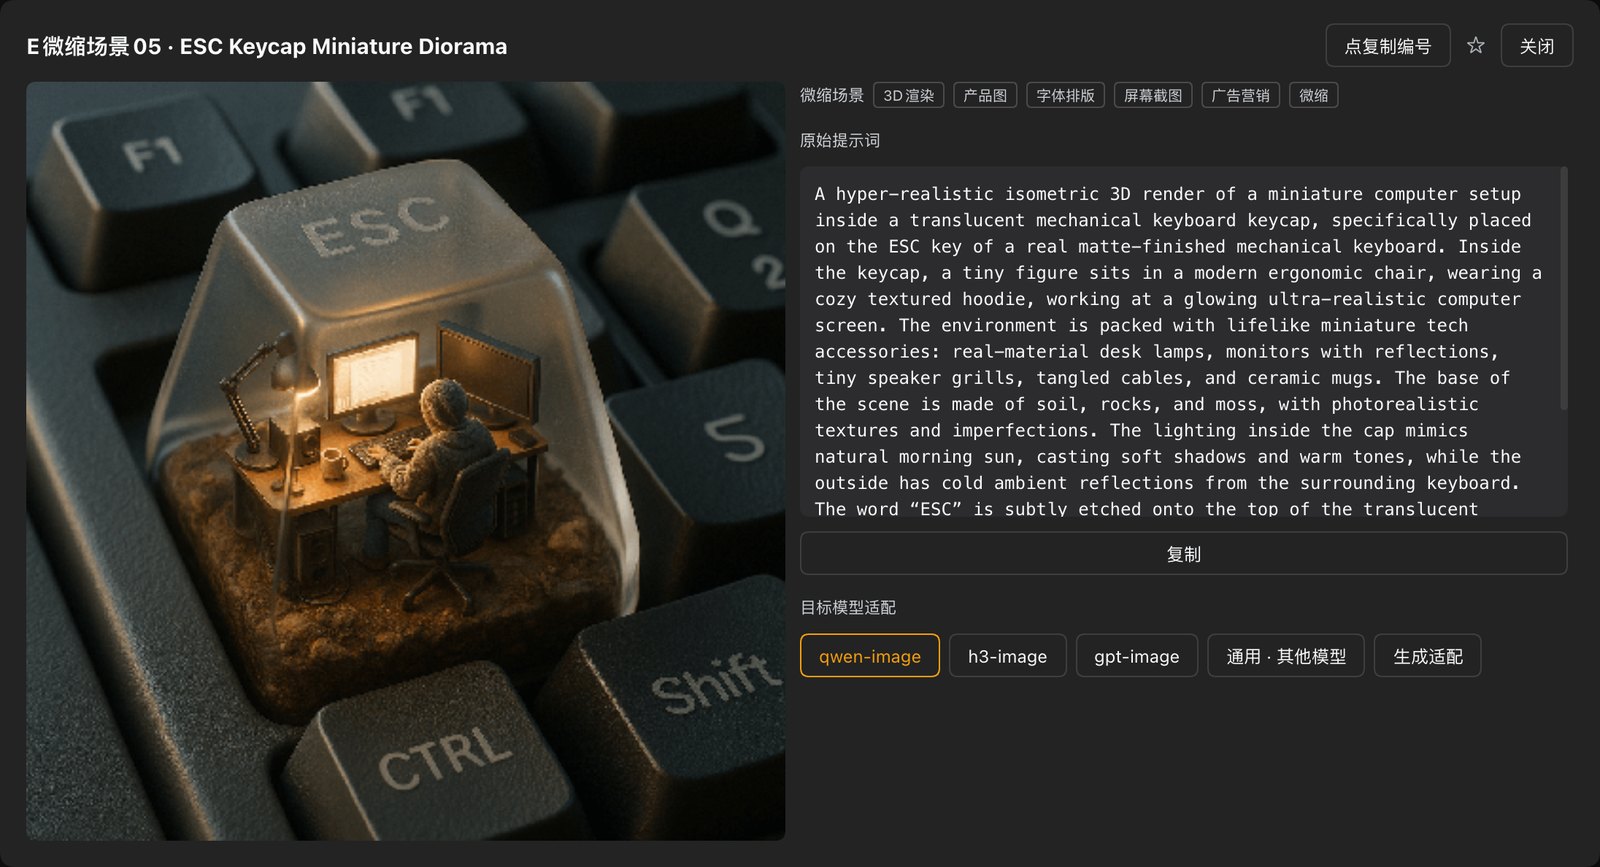 E微缩场景05 · ESC Keycap Miniature Diorama
点复制编号
关闭
F1
F1
ESC
Q
2
S
Shift
CTRL
微缩场景 3D渲染 产品图 字体排版 屏幕截图 广告营销 微缩
原始提示词
A hyper-realistic isometric 3D render of a miniature computer setup
inside a translucent mechanical keyboard keycap, specifically placed
on the ESC key of a real matte-finished mechanical keyboard. Inside
the keycap, a tiny figure sits in a modern ergonomic chair, wearing a
cozy textured hoodie, working at a glowing ultra-realistic computer
screen. The environment is packed with lifelike miniature tech
accessories: real-material desk lamps, monitors with reflections,
tiny speaker grills, tangled cables, and ceramic mugs. The base of
the scene is made of soil, rocks, and moss, with photorealistic
textures and imperfections. The lighting inside the cap mimics
natural morning sun, casting soft shadows and warm tones, while the
outside has cold ambient reflections from the surrounding keyboard.
The word “ESC” is subtly etched onto the top of the translucent
复制
目标模型适配
qwen-image h3-image gpt-image 通用 · 其他模型 生成适配